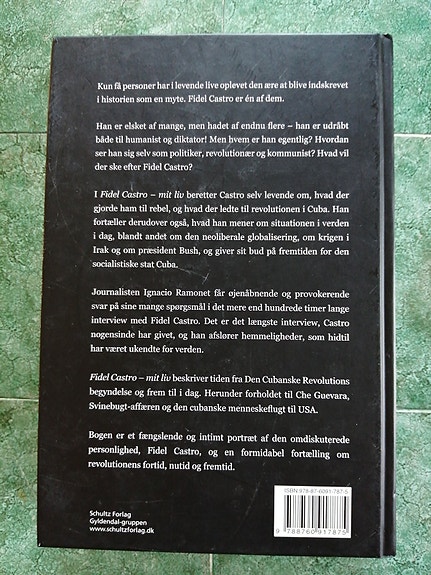 Kun få personer har i levende live oplevet den ære at blive indskrevet
i historien som en myte. Fidel Castro er én af dem.
Han er elsket af mange, men hadet af endnu flere – han er udråbt
både til humanist og diktator! Men hvem er han egentlig? Hvordan
ser han sig selv som politiker, revolutionær og kommunist? Hvad vil
der ske efter Fidel Castro?
I Fidel Castro – mit liv beretter Castro selv levende om, hvad der
gjorde ham til rebel, og hvad der ledte til revolutionen i Cuba. Han
fortæller derudover også, hvad han mener om situationen i verden
i dag, blandt andet om den neoliberale globalisering, om krigen i
Irak og om præsident Bush, og giver sit bud på fremtiden for den
socialistiske stat Cuba.
Journalisten Ignacio Ramonet får øjenåbnende og provokerende
svar på sine mange spørgsmål i det mere end hundrede timer lange
interview med Fidel Castro. Det er det længste interview, Castro
nogensinde har givet, og han afslører hemmeligheder, som hidtil
har været ukendte for verden.
Fidel Castro – mit liv beskriver tiden fra Den Cubanske Revolutions
begyndelse og frem til i dag. Herunder forholdet til Che Guevara,
Svinebugt-affæren og den cubanske menneskeflugt til USA.
Bogen er et fængslende og intimt portræt af den omdiskuterede
personlighed, Fidel Castro, og en formidabel fortælling om
revolutionens fortid, nutid og fremtid.
Schultz Forlag
Gyldendal-gruppen
www.schultzforlag.dk
ISBN 978-87-6091-787-5
9 788760 917875